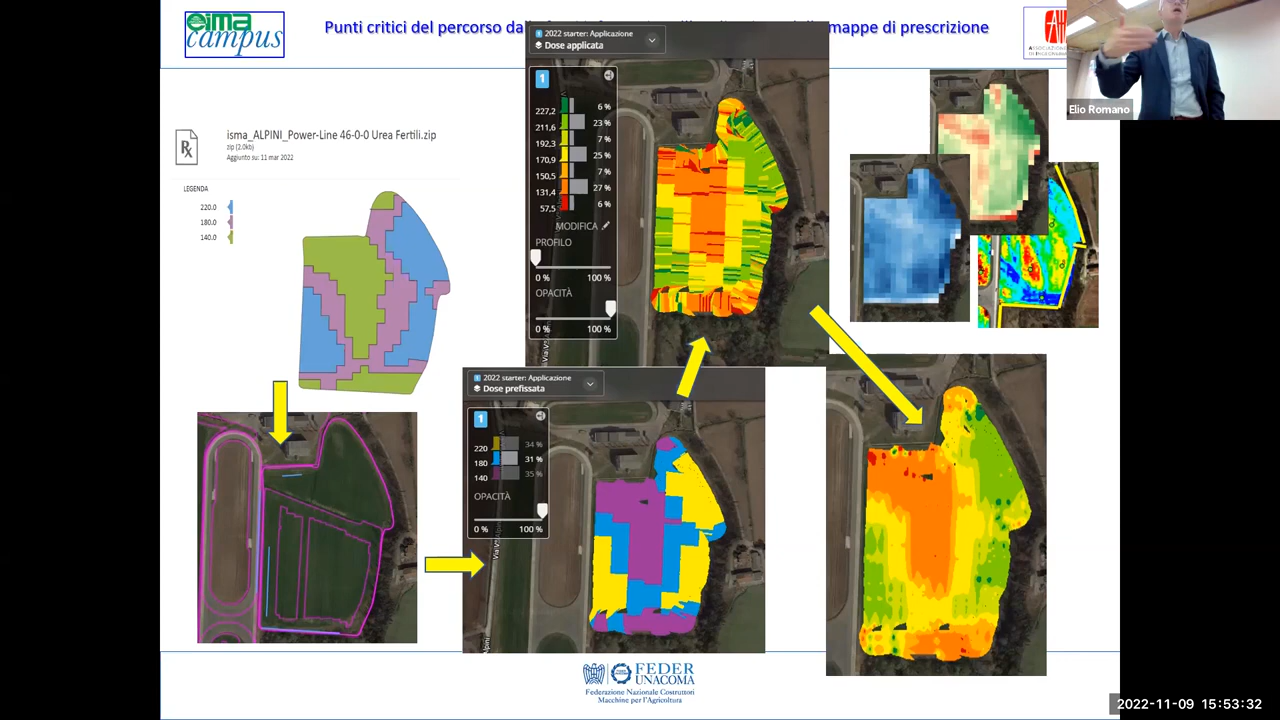 eima
campus
Punti critici del percorso da
mappe di prescrizione
2022 starter: Applicazione
Dose applicata
1
227,2
211,6
192,3
170,9
150,5
131,4
57,5
6 %
23 %
7 %
25 %
7 %
27 %
6 %
MODIFICA
PROFILO
0 % 100 %
OPACITÀ
0 % 100 %
isma_ALPINI_Power-Line 46-0-0 Urea Fertili.zip
zip (2.0kb)
Aggiunto su: 11 mar 2022
LEGENDA
220.0
180.0
140.0
2022 starter: Applicazione
Dose prefissata
1
220 34 %
180 31 %
140 35 %
OPACITÀ
0 % 100 %
Elio Romano
FEDER
UNACOMA
Federazione Nazionale Costruttori
Macchine per l'Agricoltura
2022-11-09 15:53:32